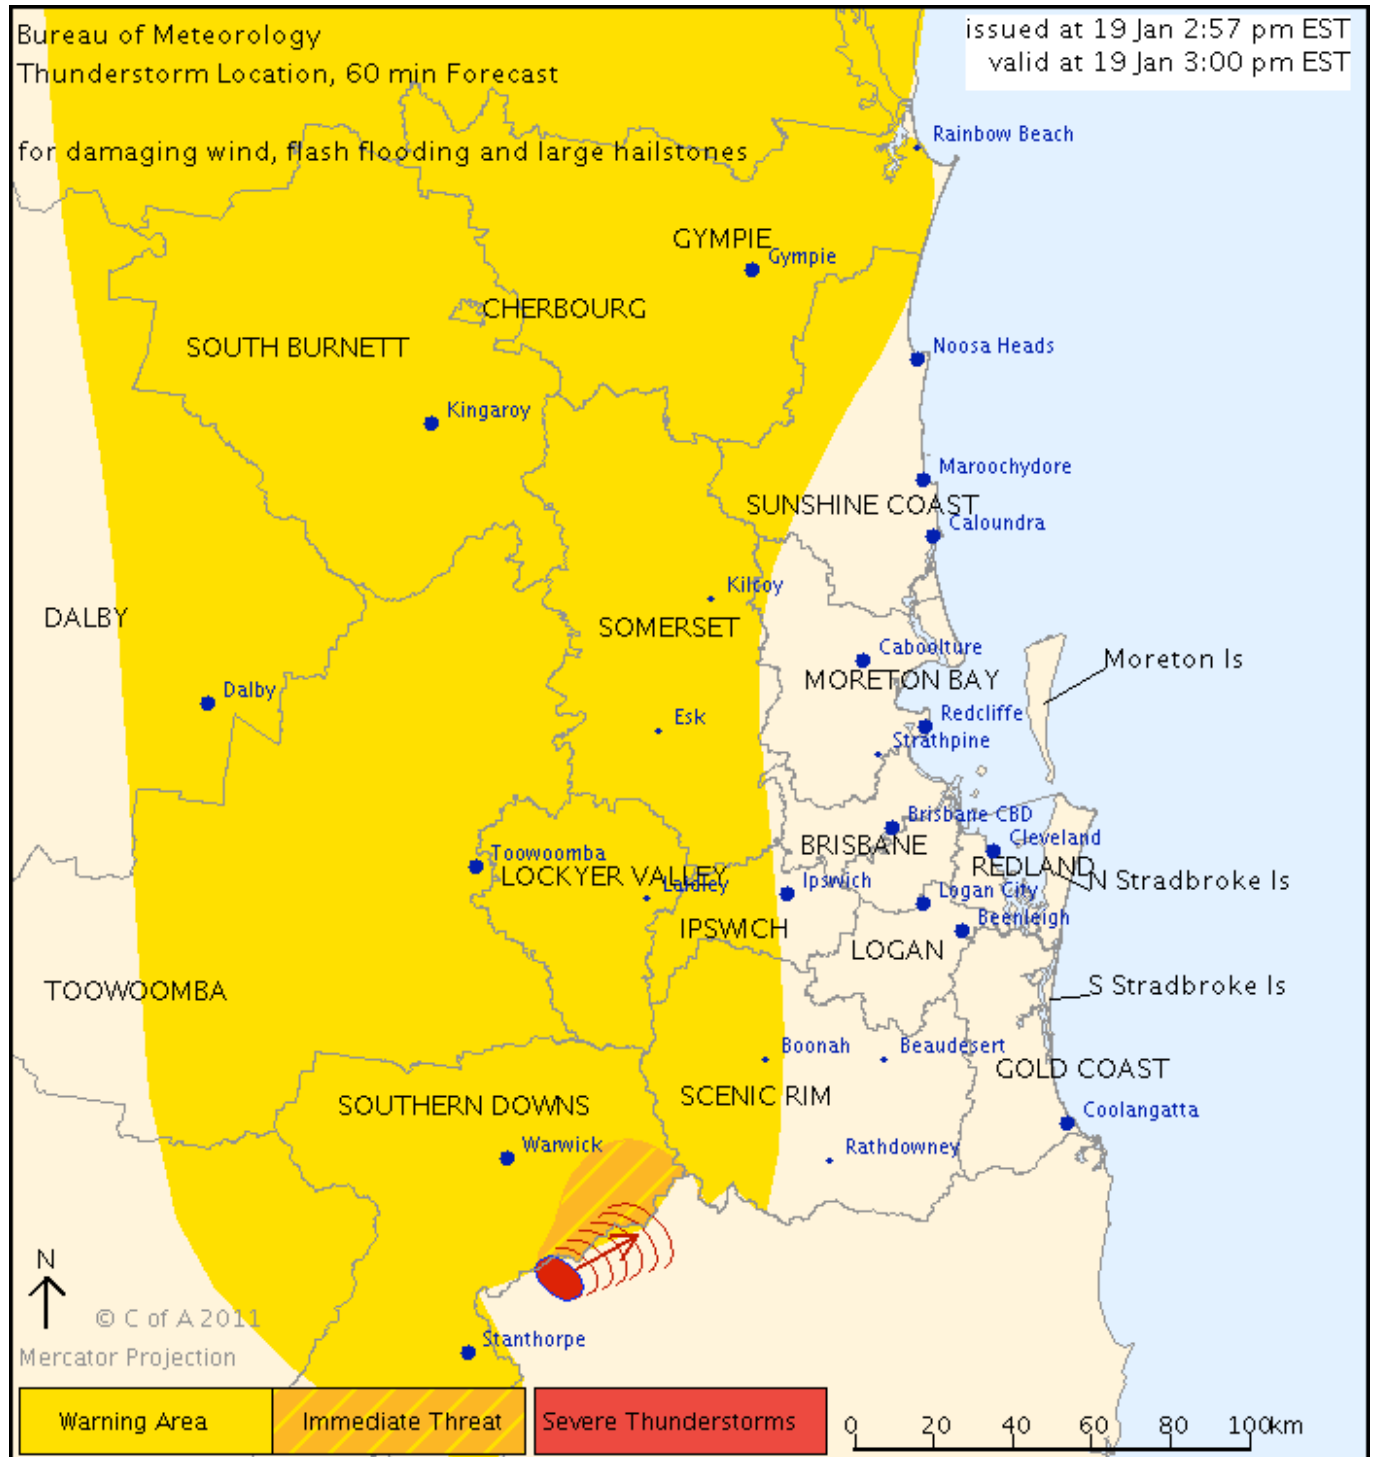 Bureau of Meteorology
Thunderstorm Location, 60 min Forecast
for damaging wind, flash flooding and large hailstones
issued at 19 Jan 2:57 pm EST
valid at 19 Jan 3:00 pm EST
Rainbow Beach
GYMPIE
Gympie
CHERBOURG
SOUTH BURNETT
Noosa Heads
Kingaroy
Maroochydore
SUNSHINE COAST
Caloundra
Kilcoy
DALBY
SOMERSET
Caboolture
Moreton Is
MORETON BAY
Dalby
Esk
Redcliffe
Strathpine
Brisbane CBD
BRISBANE
Cleveland
Toowoomba
LOCKYER VALLEY
REDLAND
Laidley
Ipswich
Logan City
N Stradbroke Is
Beenleigh
IPSWICH
LOGAN
TOOWOOMBA
S Stradbroke Is
Boonah
Beaudesert
GOLD COAST
SCENIC RIM
SOUTHERN DOWNS
Coolangatta
Warwick
Rathdowney
N
© C of A 2011
Stanthorpe
Mercator Projection
Warning Area
Immediate Threat
Severe Thunderstorms
0 20 40 60 80 100km